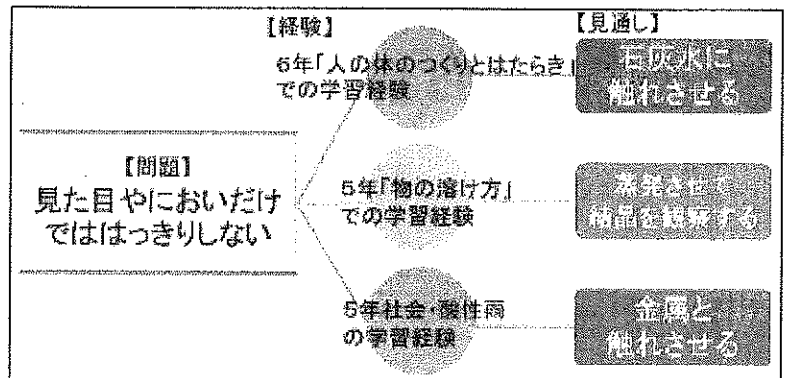 【経験】
【見通し】
6年「人の体のつくりとはたらき」
での学習経験
石灰水に
触れさせる
【問題】
見た目やにおいだけ
でははっきりしない
5年「物の溶け方」
での学習経験
蒸発させて
結晶を観察する
5年社会・酸性雨
の学習経験
金属と
触れさせる